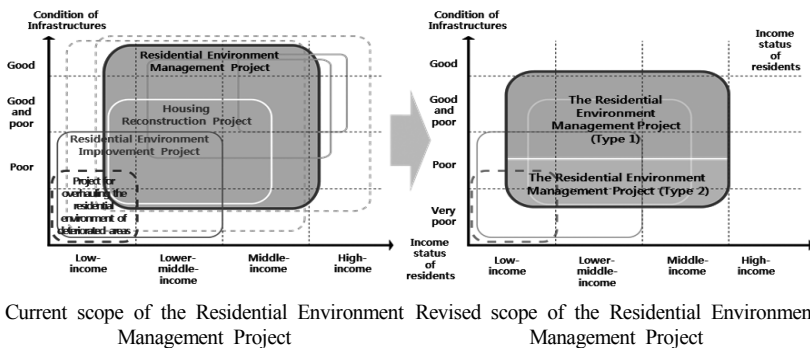 Condition of
Infrastructures
Good
Good
and
poor
Poor
Residential Environment
Management Project
Housing
Reconstruction Project
Residential Environment
Improvement Project
Project for
overhauling the
residential
environment of
deteriorated areas
Low-
income
Lower-
middle-
income
Middle-
income
High-
income
Income
status of
residents
Condition of
Infrastructures
Good
Good
and
poor
Poor
Very
poor
Income
status of
residents
The Residential
Environment
Management Project
(Type 1)
The Residential Environment
Management Project (Type 2)
Low-
income
Lower-
middle-
income
Middle-
income
High-
income
Current scope of the Residential Environment
Management Project
Revised scope of the Residential Environmen
Management Project